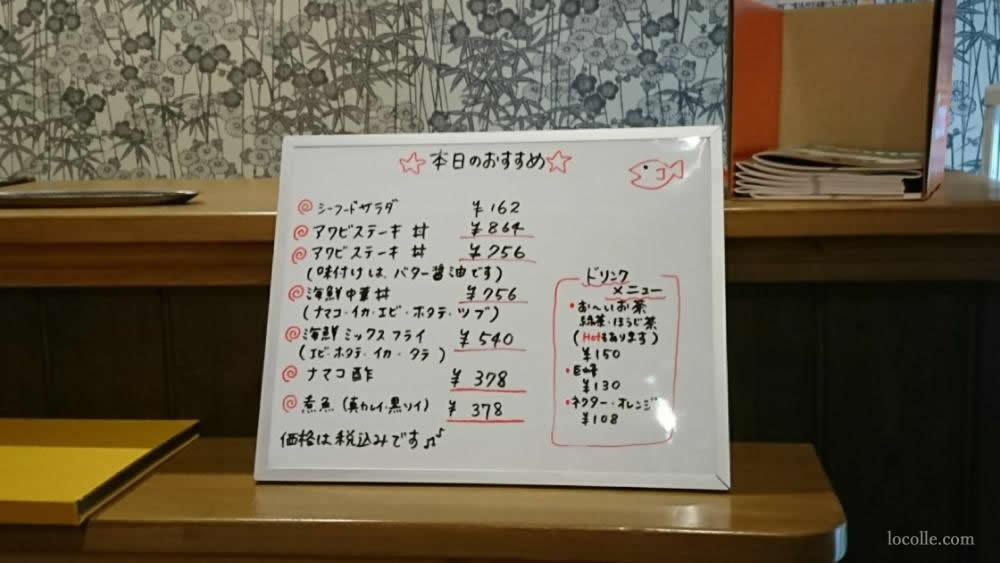 本日のおすすめ
シーフードサラダ ¥162
アワビステーキ 丼 ¥864
アワビステーキ 丼 ¥756
(味付けは、バター醤油です)
海鮮中華丼 ¥756
(ナマコ・イカ・エビ・ホタテ・ツブ)
海鮮ミックスフライ ¥540
(エビ・ホタテ・イカ・タラ)
ナマコ酢 ¥378
煮魚(真カレイ・黒ソイ) ¥378
価格は税込みです♫
ドリンク
メニュー
・お〜いお茶
緑茶・ほうじ茶
(Hotもあります)
¥150
・巨峰
¥130
・ネクター・オレンジ
¥108
locolle.com